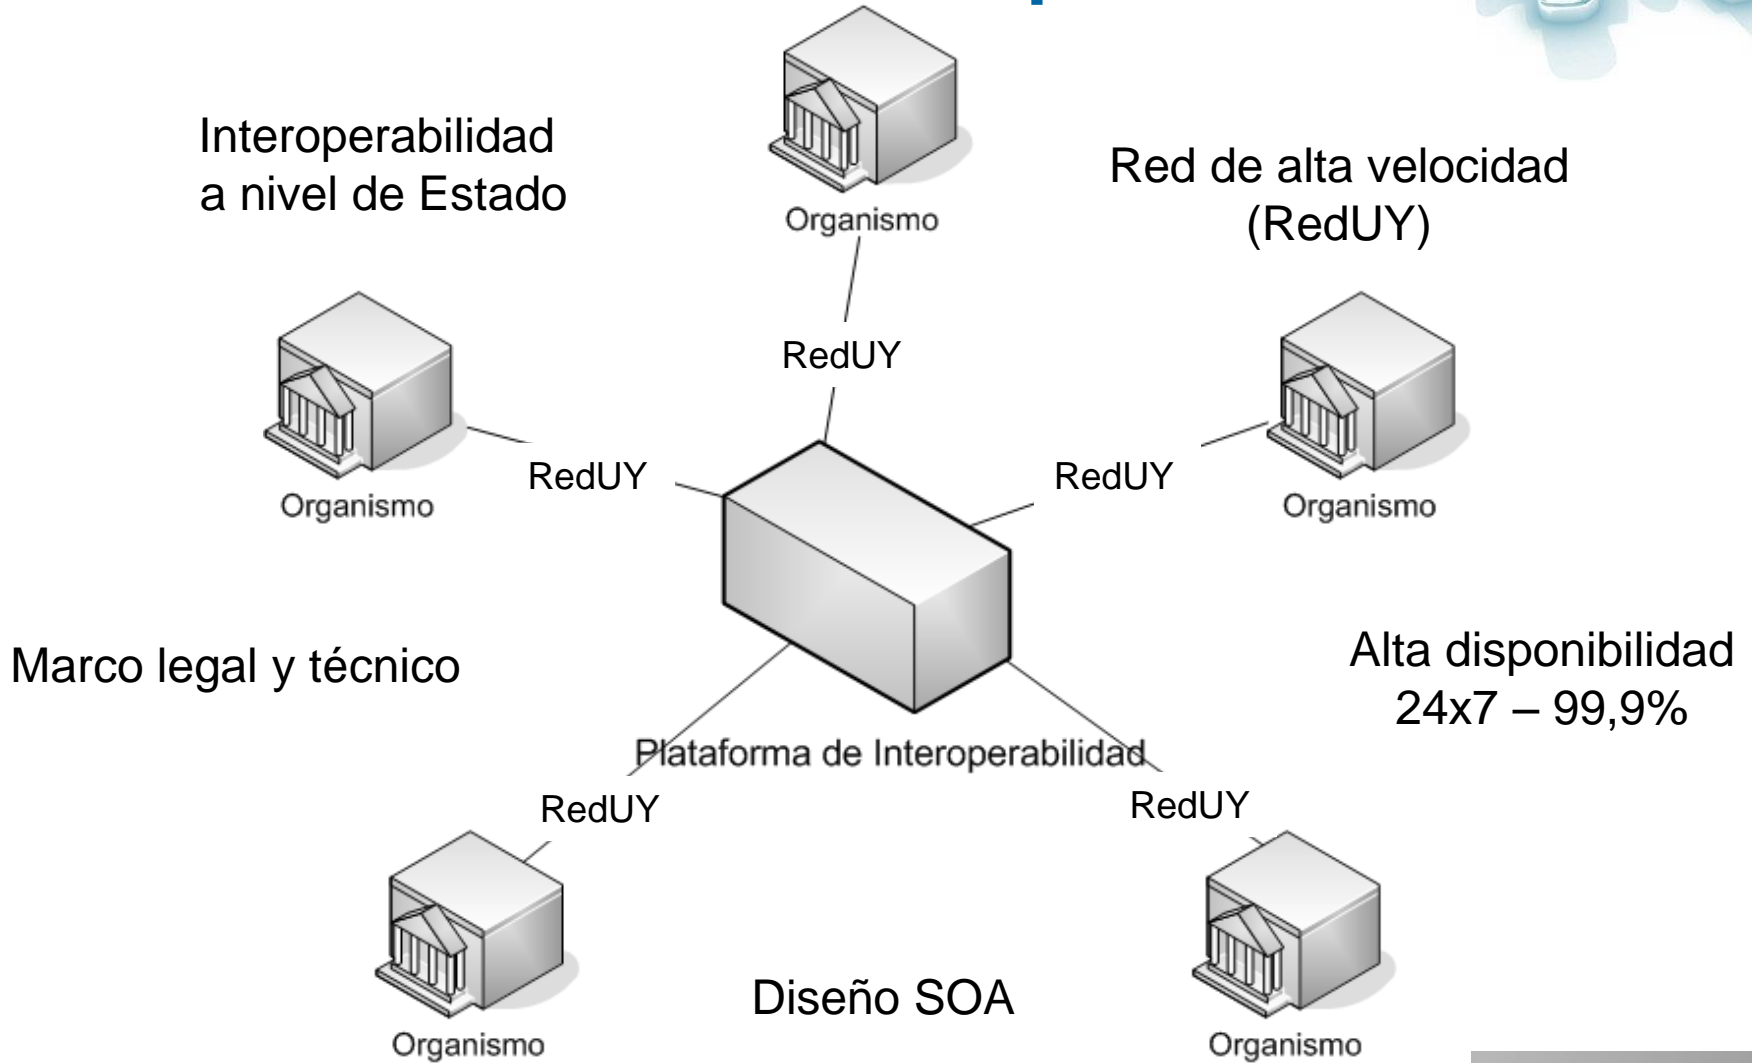 Interoperabilidad
a nivel de Estado
Organismo
Red de alta velocidad
(RedUY)
RedUY
Organismo
RedUY
RedUY
Organismo
Marco legal y técnico
Alta disponibilidad
24x7 – 99,9%
Plataforma de Interoperabilidad
RedUY
RedUY
Organismo
Diseño SOA
Organismo